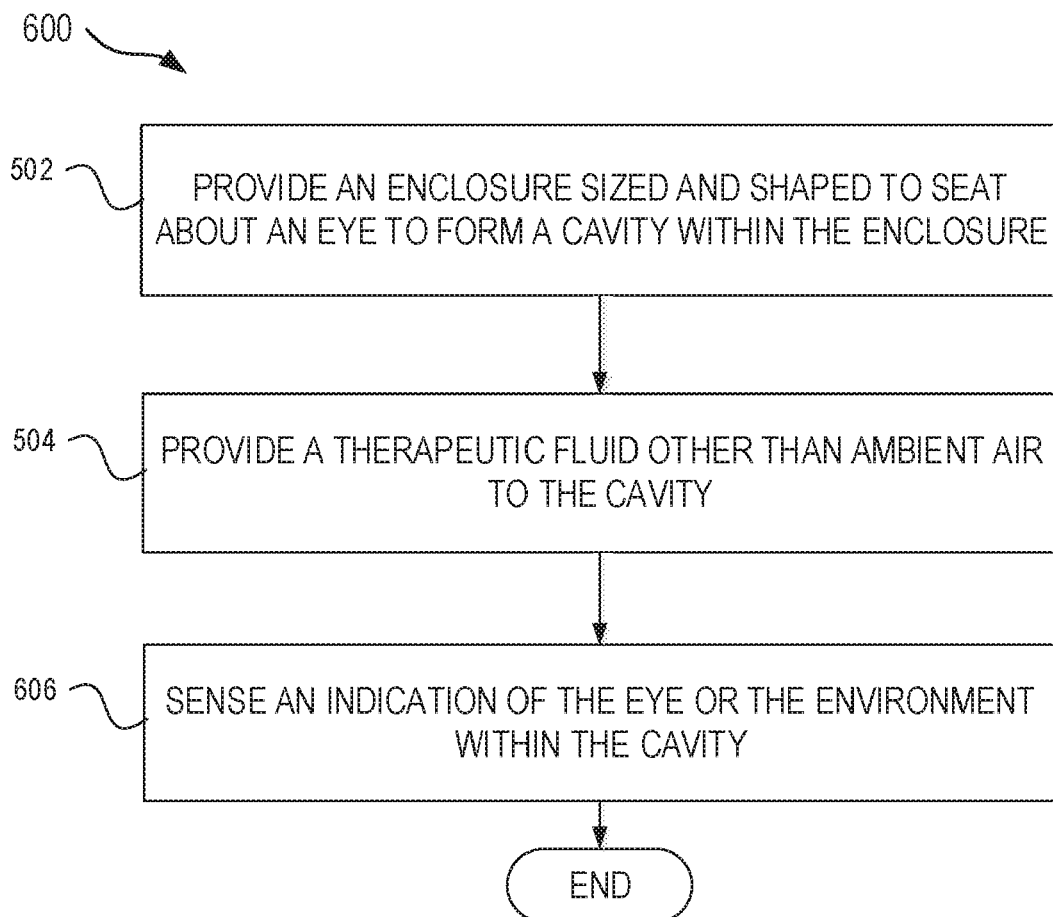 600
502
PROVIDE AN ENCLOSURE SIZED AND SHAPED TO SEAT
ABOUT AN EYE TO FORM A CAVITY WITHIN THE ENCLOSURE
504
PROVIDE A THERAPEUTIC FLUID OTHER THAN AMBIENT AIR
TO THE CAVITY
606
SENSE AN INDICATION OF THE EYE OR THE ENVIRONMENT
WITHIN THE CAVITY
END